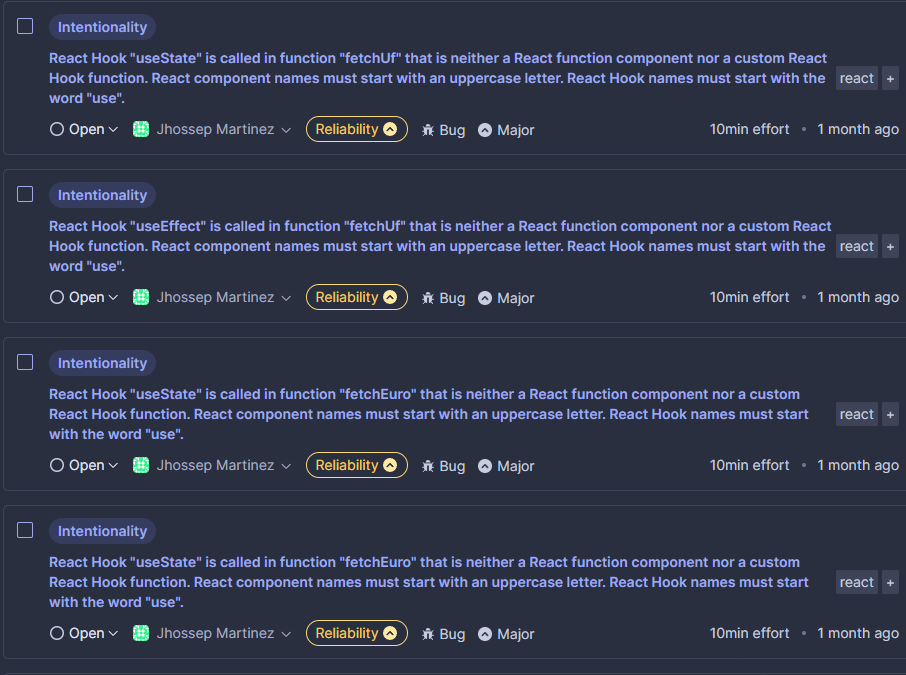 Intentionality
React Hook "useState" is called in function "fetchUf" that is neither a React function component nor a custom React
Hook function. React component names must start with an uppercase letter. React Hook names must start with the
word "use".
react +
Open Jhossep Martinez Reliability Bug Major 10min effort • 1 month ago
Intentionality
React Hook "useEffect" is called in function "fetchUf" that is neither a React function component nor a custom React
Hook function. React component names must start with an uppercase letter. React Hook names must start with the
word "use".
react +
Open Jhossep Martinez Reliability Bug Major 10min effort • 1 month ago
Intentionality
React Hook "useState" is called in function "fetchEuro" that is neither a React function component nor a custom
React Hook function. React component names must start with an uppercase letter. React Hook names must start
with the word "use".
react +
Open Jhossep Martinez Reliability Bug Major 10min effort • 1 month ago
Intentionality
React Hook "useState" is called in function "fetchEuro" that is neither a React function component nor a custom
React Hook function. React component names must start with an uppercase letter. React Hook names must start
with the word "use".
react +
Open Jhossep Martinez Reliability Bug Major 10min effort • 1 month ago